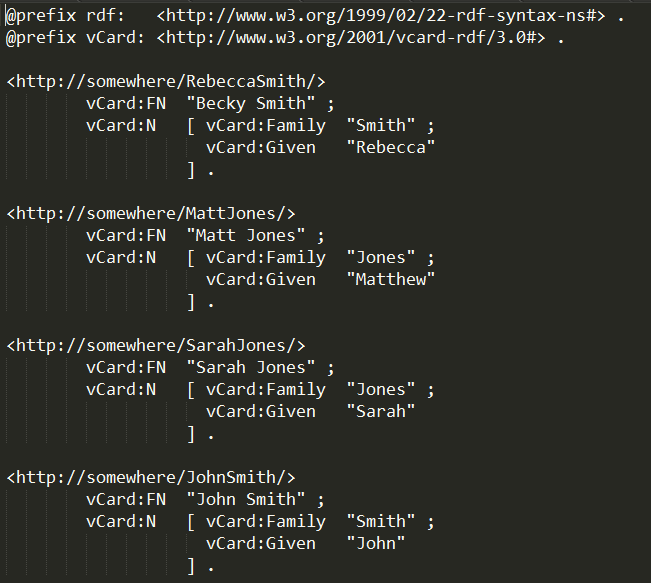 @prefix rdf:   <http://www.w3.org/1999/02/22-rdf-syntax-ns#> .
@prefix vCard: <http://www.w3.org/2001/vcard-rdf/3.0#> .

<http://somewhere/RebeccaSmith/>
        vCard:FN  "Becky Smith" ;
        vCard:N   [ vCard:Family  "Smith" ;
                    vCard:Given   "Rebecca"
                  ] .

<http://somewhere/MattJones/>
        vCard:FN  "Matt Jones" ;
        vCard:N   [ vCard:Family  "Jones" ;
                    vCard:Given   "Matthew"
                  ] .

<http://somewhere/SarahJones/>
        vCard:FN  "Sarah Jones" ;
        vCard:N   [ vCard:Family  "Jones" ;
                    vCard:Given   "Sarah"
                  ] .

<http://somewhere/JohnSmith/>
        vCard:FN  "John Smith" ;
        vCard:N   [ vCard:Family  "Smith" ;
                    vCard:Given   "John"
                  ] .